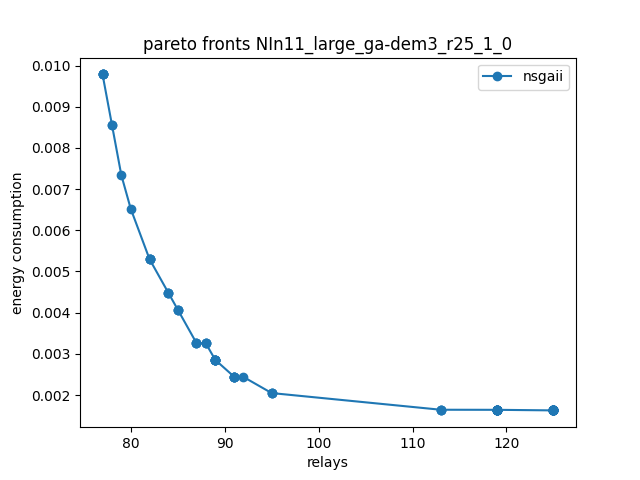 pareto fronts NIn11_large_ga-dem3_r25_1_0
nsgaii
0.010
0.009
0.008
0.007
0.006
0.005
0.004
0.003
0.002
energy consumption
80 90 100 110 120
relays